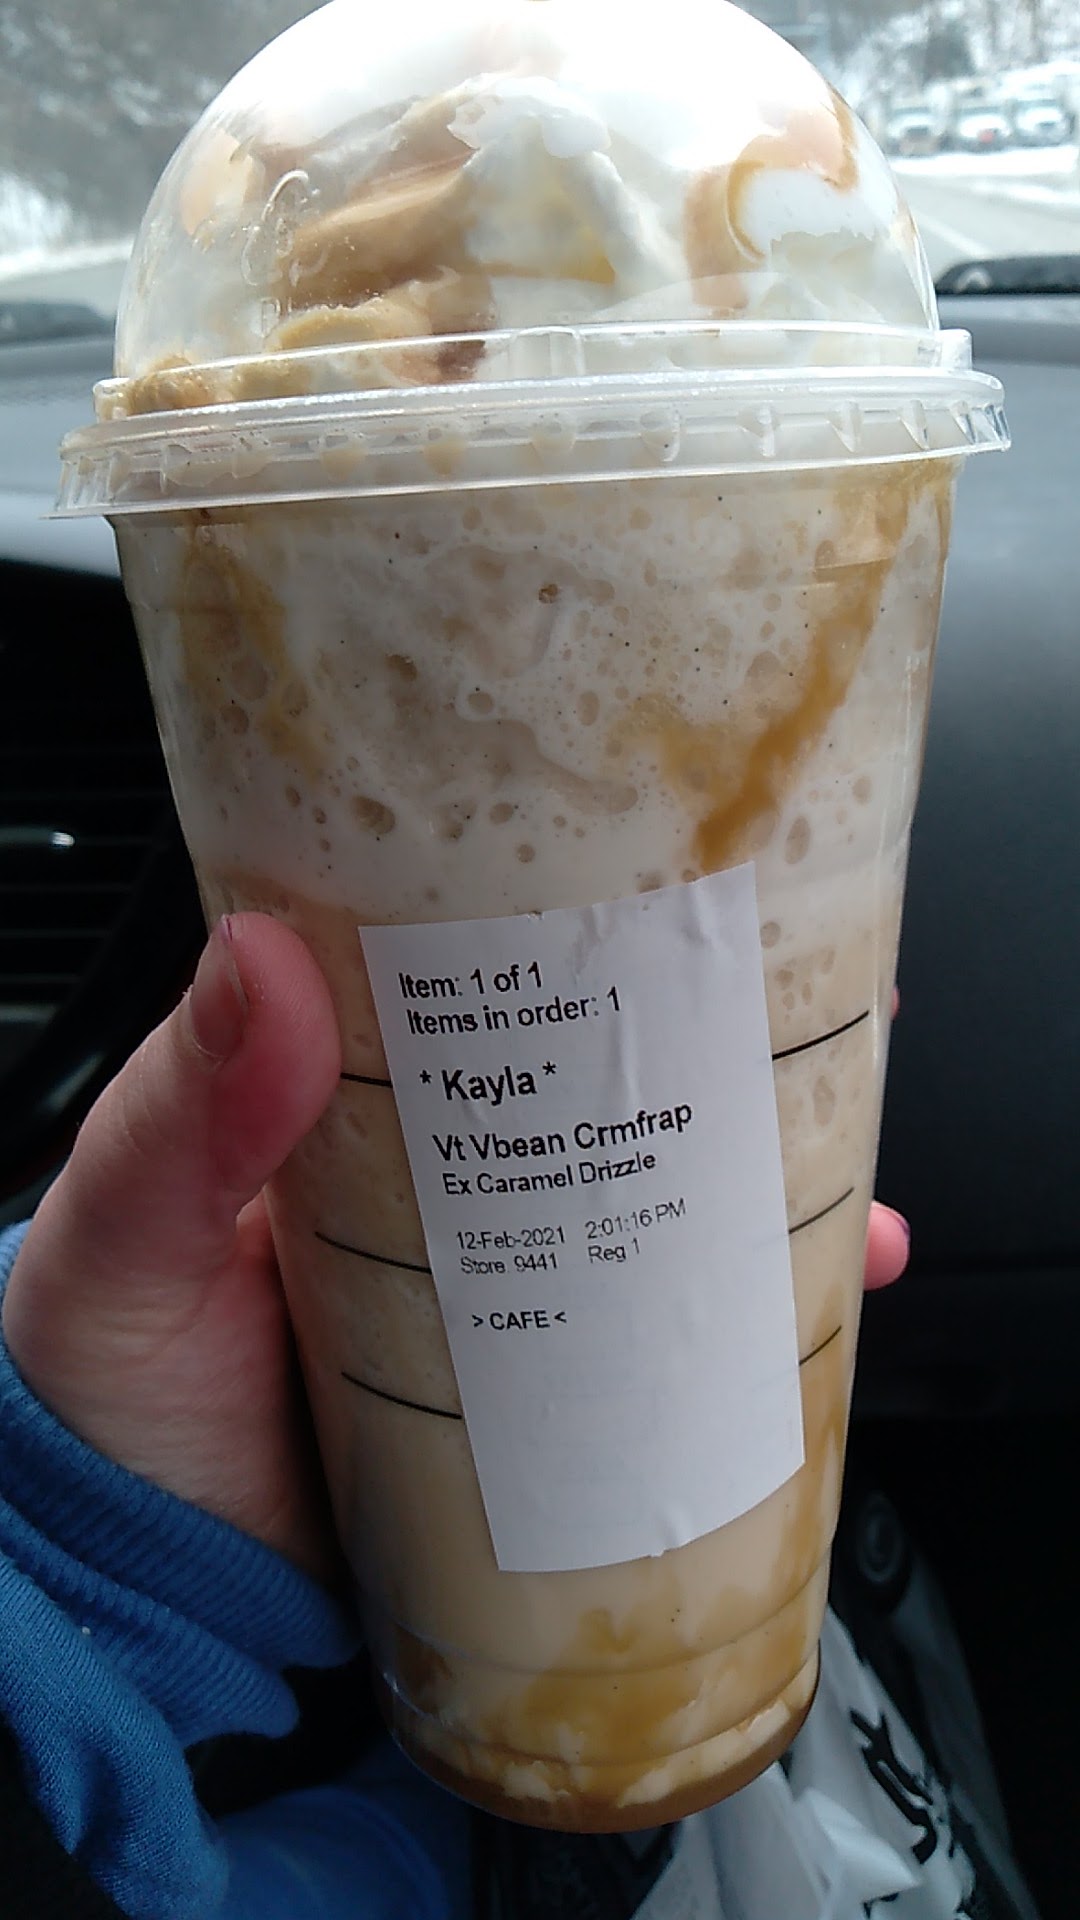 Item: 1 of 1
Items in order: 1
* Kayla *
Vt Vbean Crmfrap
Ex Caramel Drizzle
12-Feb-2021 2:01:16 PM
Store 9441 Reg 1
> CAFE <